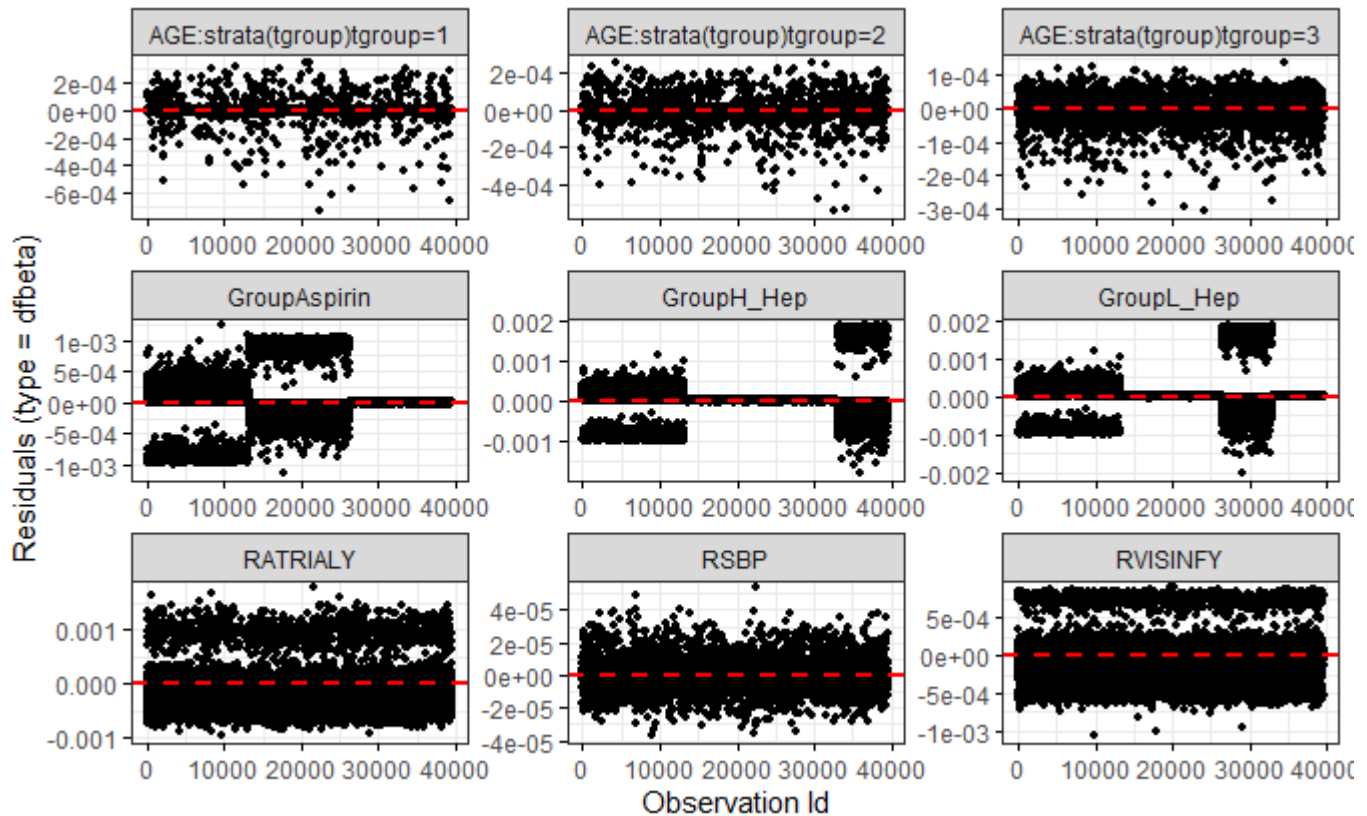 AGE:strata(tgroup)tgroup=1 AGE:strata(tgroup)tgroup=2 AGE:strata(tgroup)tgroup=3
2e-04 2e-04 1e-04
0e+00 0e+00 0e+00
-2e-04 -2e-04 -1e-04
-4e-04 -4e-04 -2e-04
-6e-04 -3e-04
0 10000 20000 30000 40000 0 10000 20000 30000 40000 0 10000 20000 30000 40000
Residuals (type = dfbeta)
GroupAspirin GroupH_Hep GroupL_Hep
1e-03 0.002 0.002
5e-04 0.001 0.001
0e+00 0.000 0.000
-5e-04 -0.001 -0.001
-1e-03 -0.002
0 10000 20000 30000 40000 0 10000 20000 30000 40000 0 10000 20000 30000 40000
RATRIALY RSBP RVISINFY
0.001 4e-05 5e-04
0.000 2e-05 0e+00
-0.001 0e+00 -5e-04
-2e-05 -1e-03
-4e-05
0 10000 20000 30000 40000 0 10000 20000 30000 40000 0 10000 20000 30000 40000
Observation Id